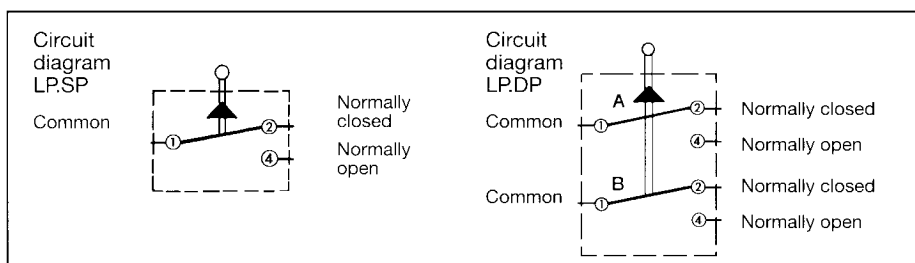 Circuit
diagram
LP.SP
Common
1
2
4
Normally
closed
Normally
open
Circuit
diagram
LP.DP
A
Common
1
2
4
Normally closed
Normally open
B
Common
1
2
4
Normally closed
Normally open